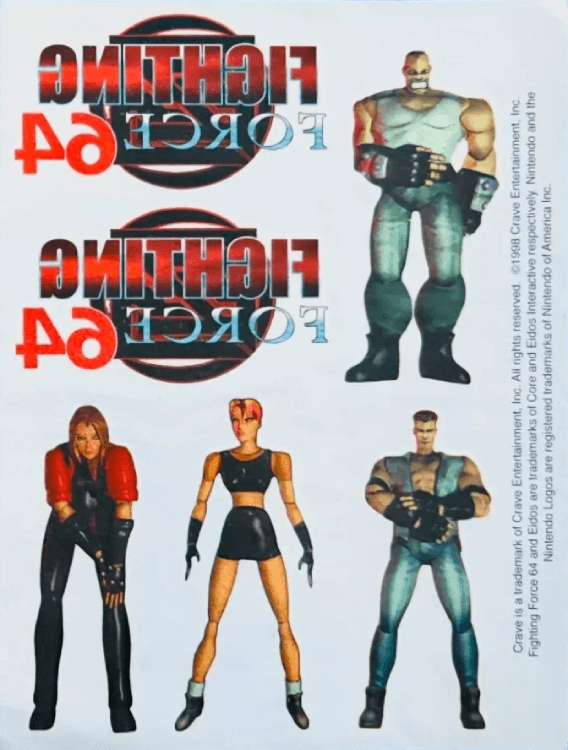 FIGHTING
FORCE
64
FIGHTING
FORCE
64
Crave is a trademark of Crave Entertainment, Inc. All rights reserved. ©1998 Crave Entertainment, Inc.
Fighting Force 64 and Eidos are trademarks of Core and Eidos Interactive respectively. Nintendo and the
Nintendo Logos are registered trademarks of Nintendo of America Inc.